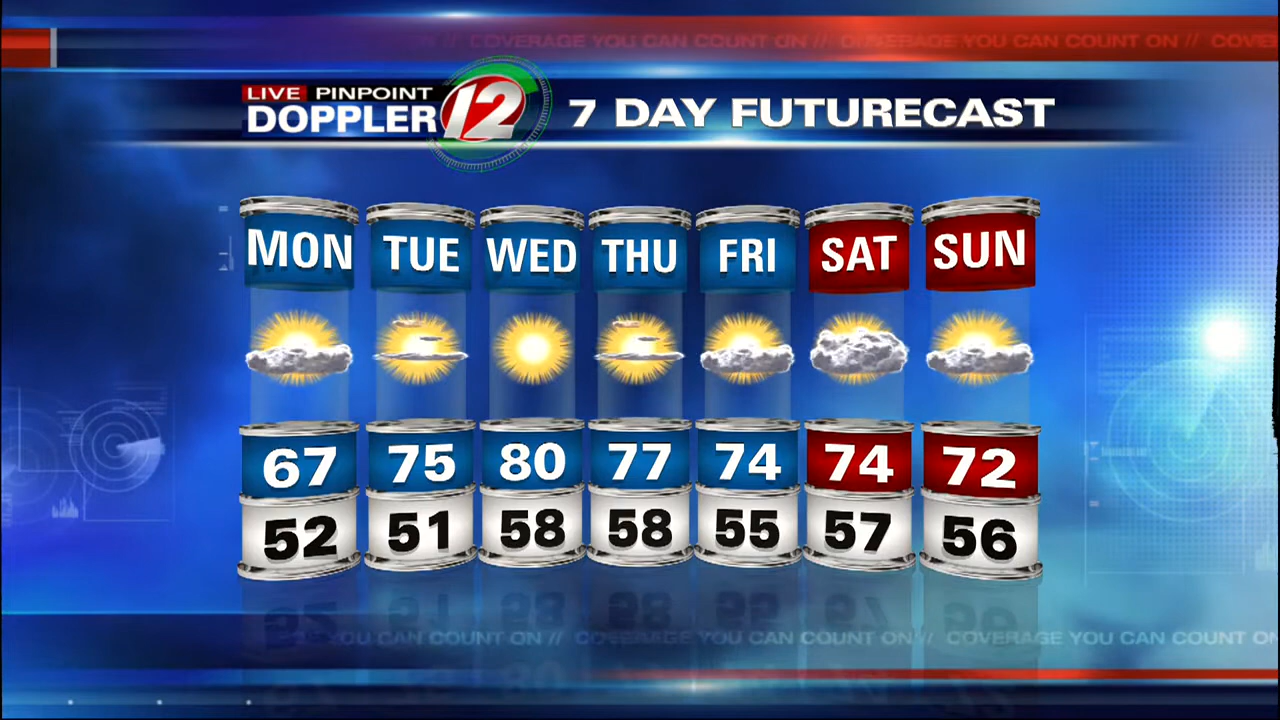 COVERAGE YOU CAN COUNT ON // COVERAGE YOU CAN COUNT ON // COVE
LIVE PINPOINT
DOPPLER 12
7 DAY FUTURECAST
MON TUE WED THU FRI SAT SUN
67 75 80 77 74 74 72
52 51 58 58 55 57 56
YOU CAN COUNT ON // COVERAGE YOU CAN COUNT ON // COVERAGE YOU CAN COUNT ON